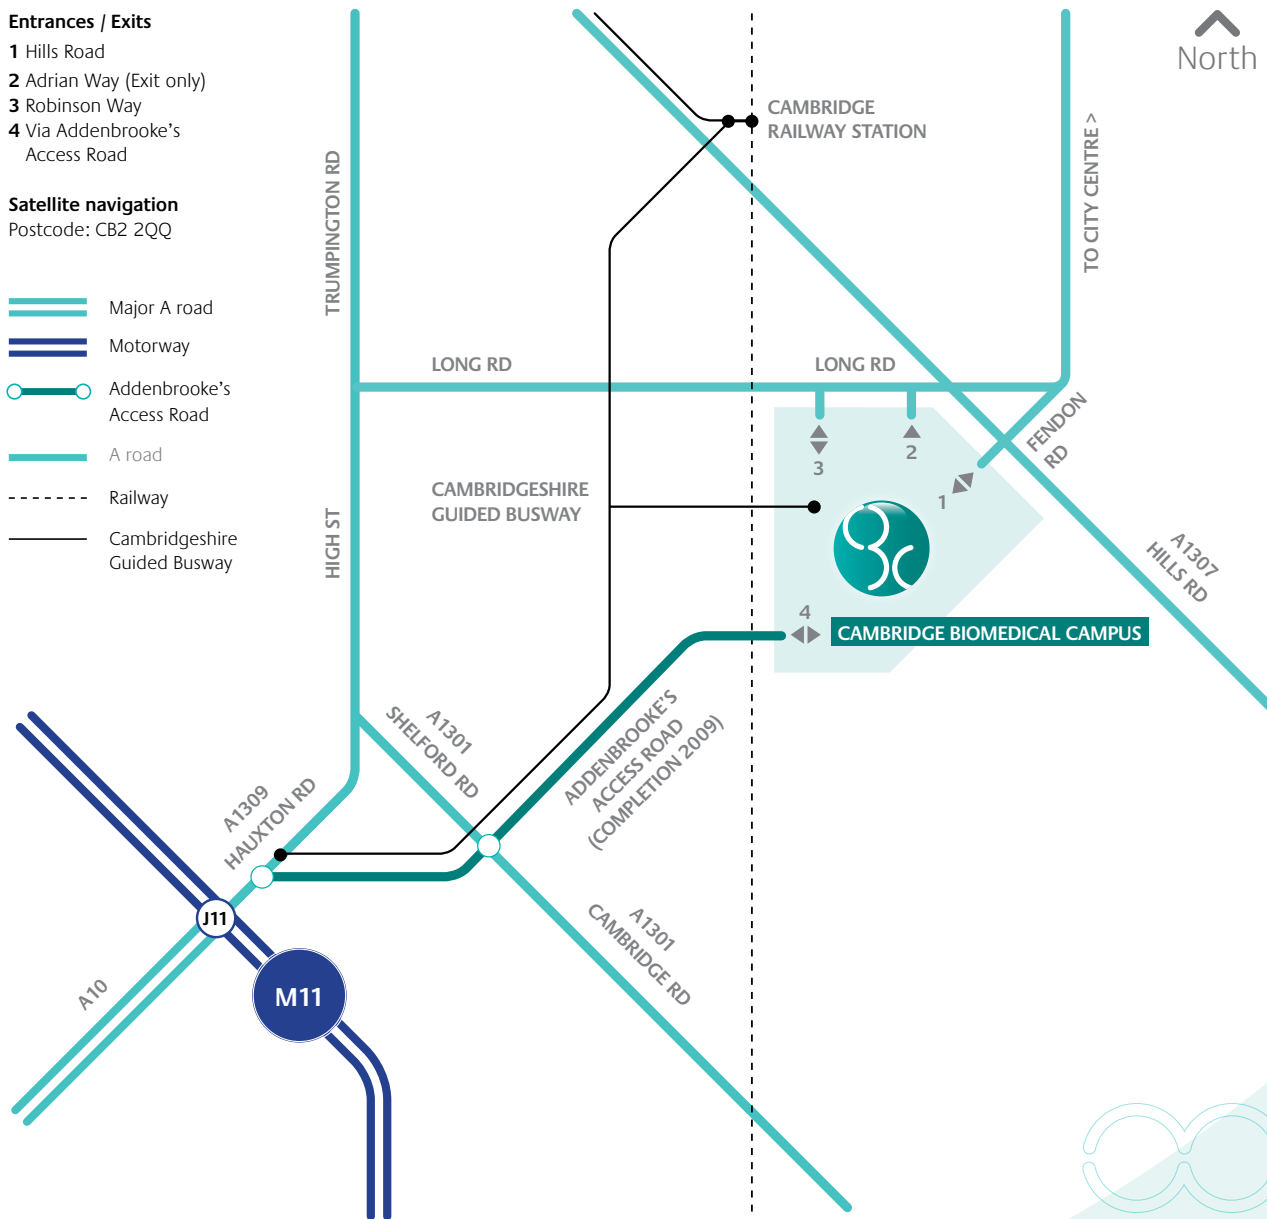 Entrances / Exits
1 Hills Road
2 Adrian Way (Exit only)
3 Robinson Way
4 Via Addenbrooke's
Access Road
Satellite navigation
Postcode: CB2 2QQ
Major A road
Motorway
Addenbrooke's
Access Road
A road
Railway
Cambridgeshire
Guided Busway
North
CAMBRIDGE
RAILWAY STATION
TO CITY CENTRE >
TRUMPINGTON RD
LONG RD
LONG RD
FENDON
RD
3
2
1
CAMBRIDGESHIRE
GUIDED BUSWAY
HIGH ST
A1307
HILLS RD
4
CAMBRIDGE BIOMEDICAL CAMPUS
A1301
SHELFORD RD
ADDENBROOKE'S
ACCESS ROAD
(COMPLETION 2009)
A1309
HAUXTON RD
J11
A10
M11
A1301
CAMBRIDGE RD